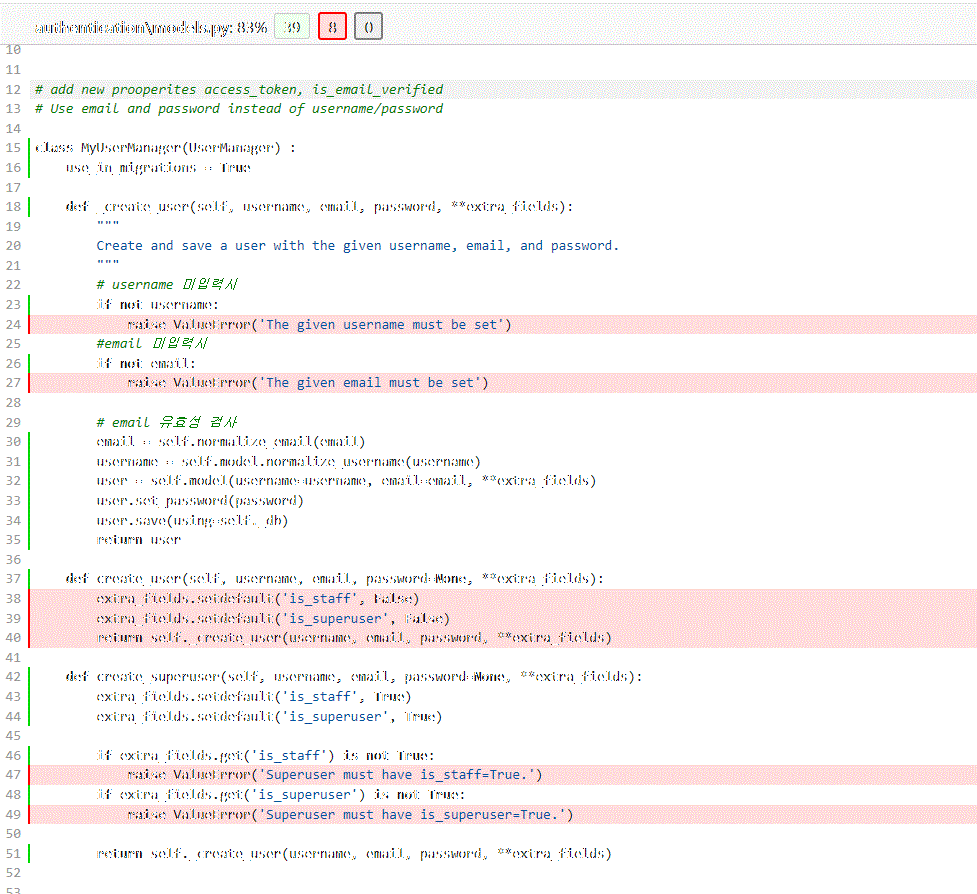 authentication\models.py: 83% 39 8 0
10
11
12 # add new prooperites access_token, is_email_verified
13 # Use email and password instead of username/password
14
15 class MyUserManager(UserManager) :
16 use_in_migrations = True
17
18 def _create_user(self, username, email, password, **extra_fields):
19 """
20 Create and save a user with the given username, email, and password.
21 """
22 # username 미입력시
23 if not username:
24 raise ValueError('The given username must be set')
25 #email 미입력시
26 if not email:
27 raise ValueError('The given email must be set')
28
29 # email 유효성 검사
30 email = self.normalize_email(email)
31 username = self.model.normalize_username(username)
32 user = self.model(username=username, email=email, **extra_fields)
33 user.set_password(password)
34 user.save(using=self._db)
35 return user
36
37 def create_user(self, username, email, password=None, **extra_fields):
38 extra_fields.setdefault('is_staff', False)
39 extra_fields.setdefault('is_superuser', False)
40 return self._create_user(username, email, password, **extra_fields)
41
42 def create_superuser(self, username, email, password=None, **extra_fields):
43 extra_fields.setdefault('is_staff', True)
44 extra_fields.setdefault('is_superuser', True)
45
46 if extra_fields.get('is_staff') is not True:
47 raise ValueError('Superuser must have is_staff=True.')
48 if extra_fields.get('is_superuser') is not True:
49 raise ValueError('Superuser must have is_superuser=True.')
50
51 return self._create_user(username, email, password, **extra_fields)
52
53